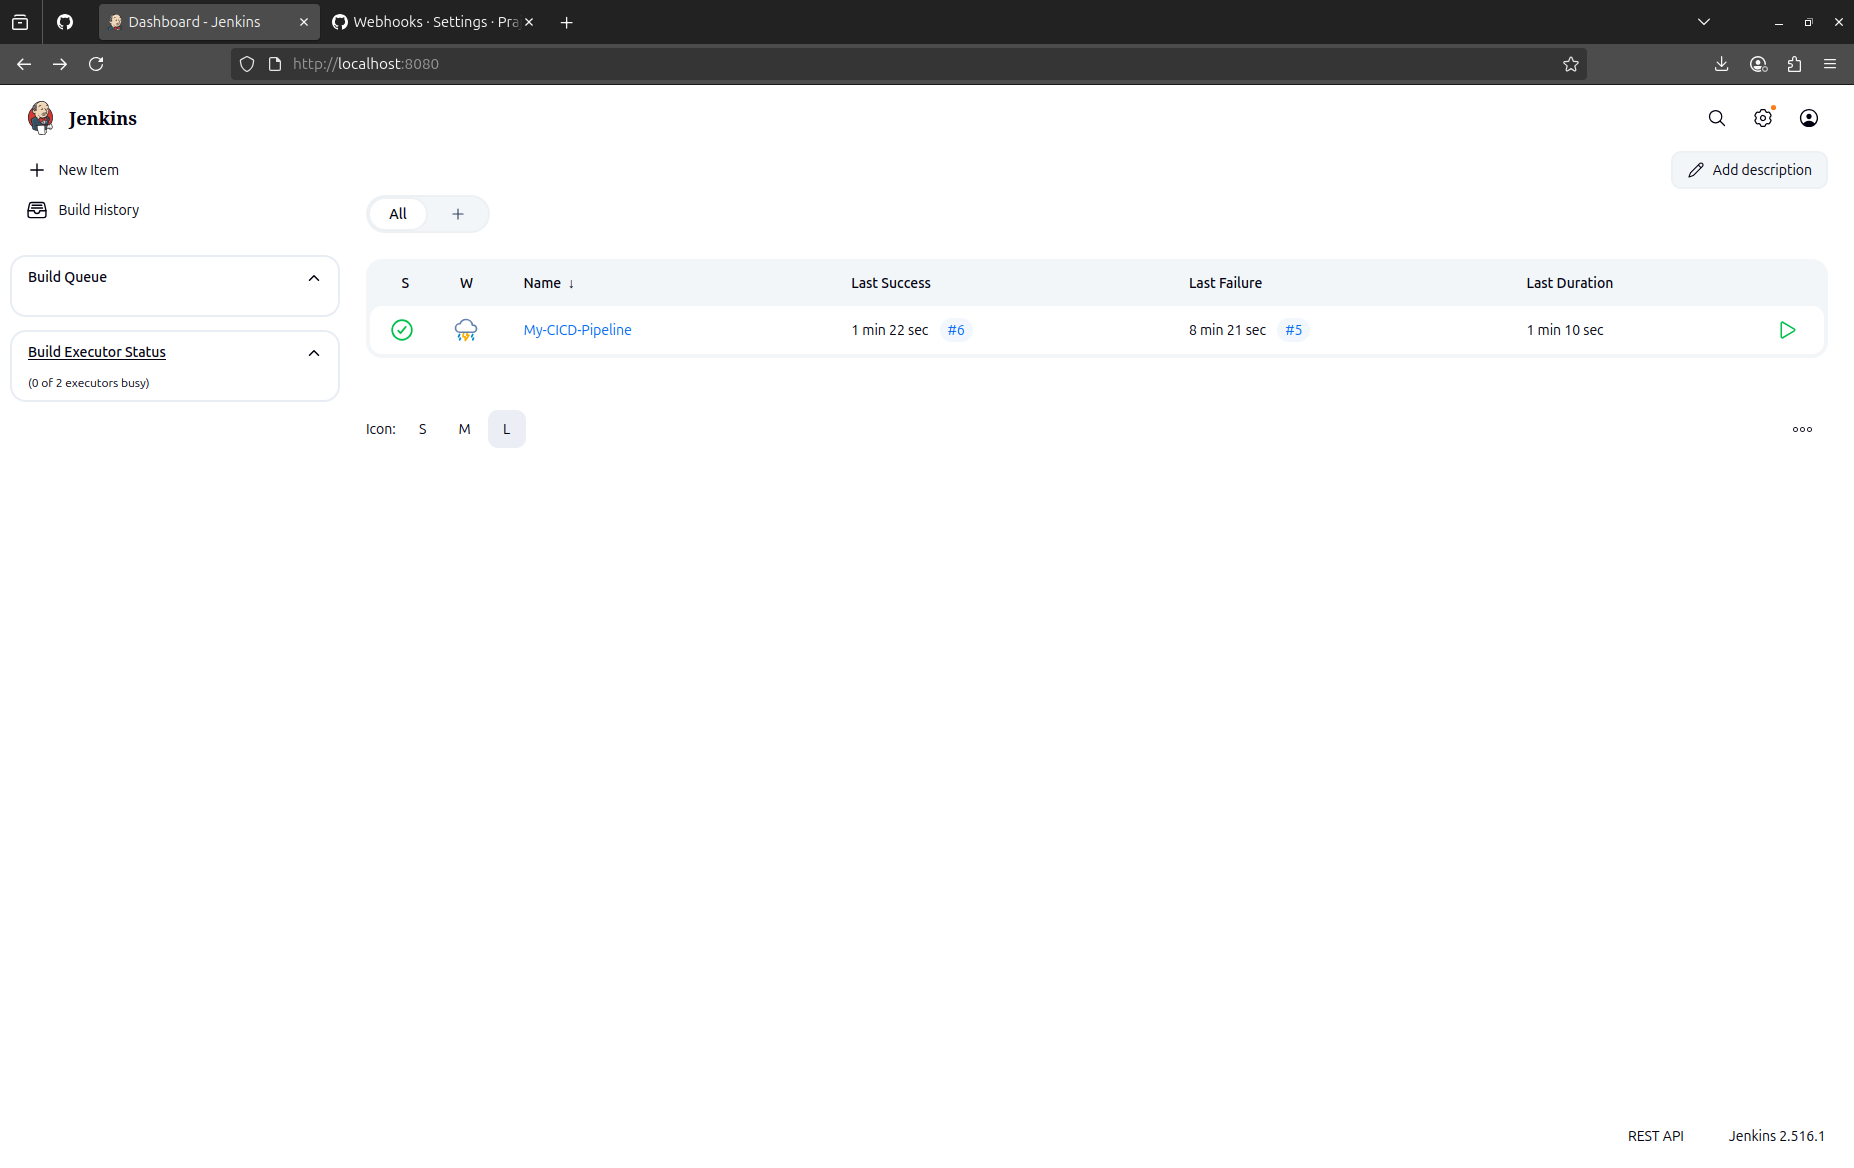 Dashboard - Jenkins
Webhooks · Settings · Pra
http://localhost:8080
Jenkins
New Item
Add description
Build History
All
Build Queue
S W Name ↓ Last Success Last Failure Last Duration
My-CICD-Pipeline 1 min 22 sec #6 8 min 21 sec #5 1 min 10 sec
Build Executor Status
(0 of 2 executors busy)
Icon: S M L
REST API Jenkins 2.516.1